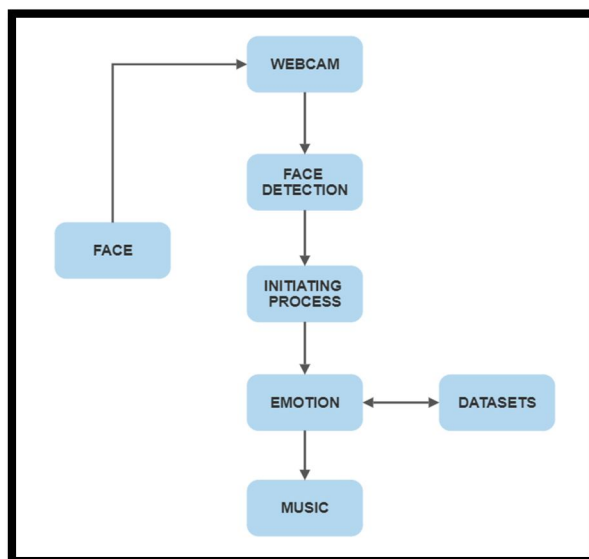 WEBCAM
FACE
DETECTION
FACE
INITIATING
PROCESS
EMOTION
DATASETS
MUSIC